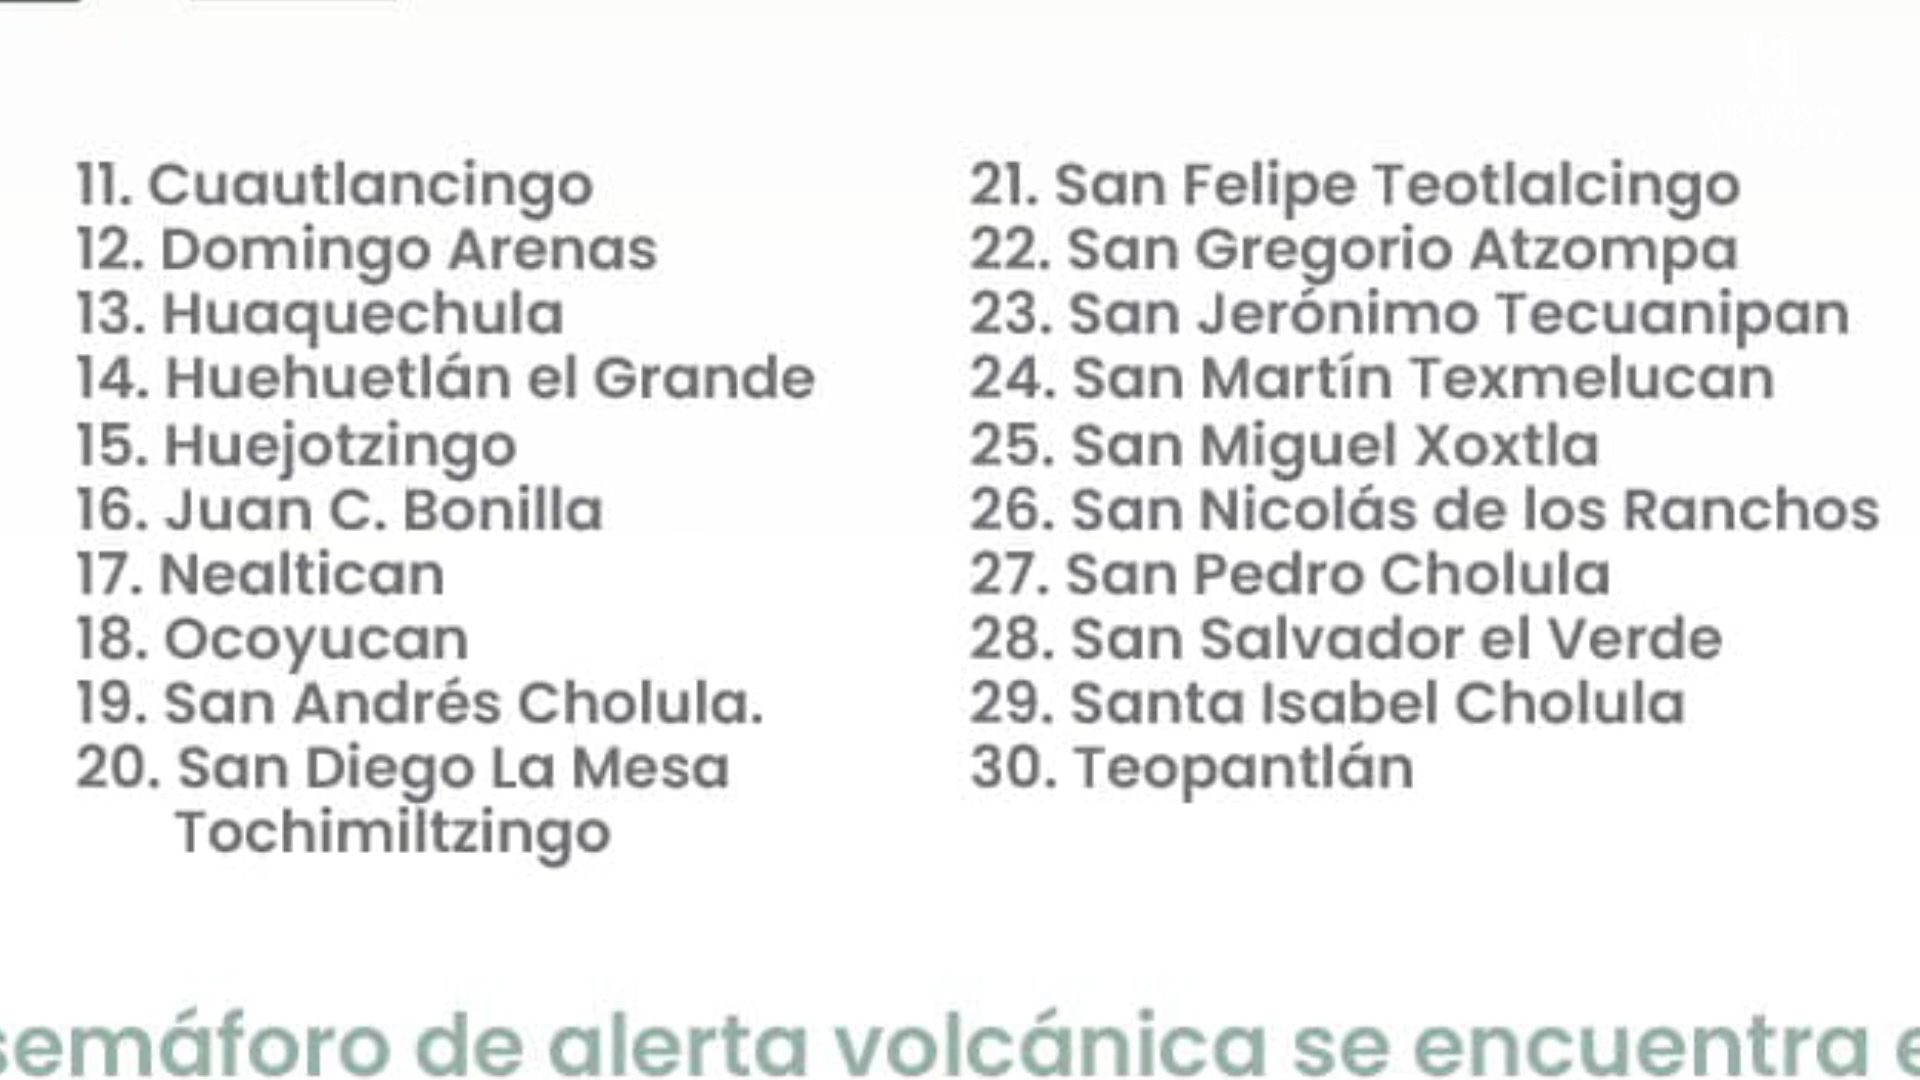 11. Cuautlancingo
12. Domingo Arenas
13. Huaquechula
14. Huehuetlán el Grande
15. Huejotzingo
16. Juan C. Bonilla
17. Nealtican
18. Ocoyucan
19. San Andrés Cholula.
20. San Diego La Mesa
Tochimiltzingo
21. San Felipe Teotlalcingo
22. San Gregorio Atzompa
23. San Jerónimo Tecuanipan
24. San Martín Texmelucan
25. San Miguel Xoxtla
26. San Nicolás de los Ranchos
27. San Pedro Cholula
28. San Salvador el Verde
29. Santa Isabel Cholula
30. Teopantlán
semáforo de alerta volcánica se encuentra e